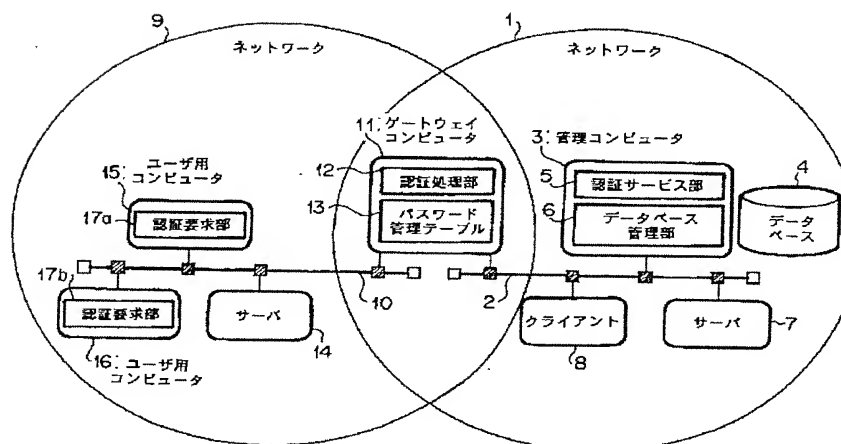 9
1
ネットワーク
ネットワーク
11:ゲートウェイ
コンピュータ
12
認証処理部
13
パスワード
管理テーブル
3:管理コンピュータ
5
認証サービス部
6
データベース
管理部
4
データ
ベース
15:ユーザ用
コンピュータ
17a
認証要求部
17b
認証要求部
16:ユーザ用
コンピュータ
サーバ
14
10
2
クライアント
8
サーバ
7